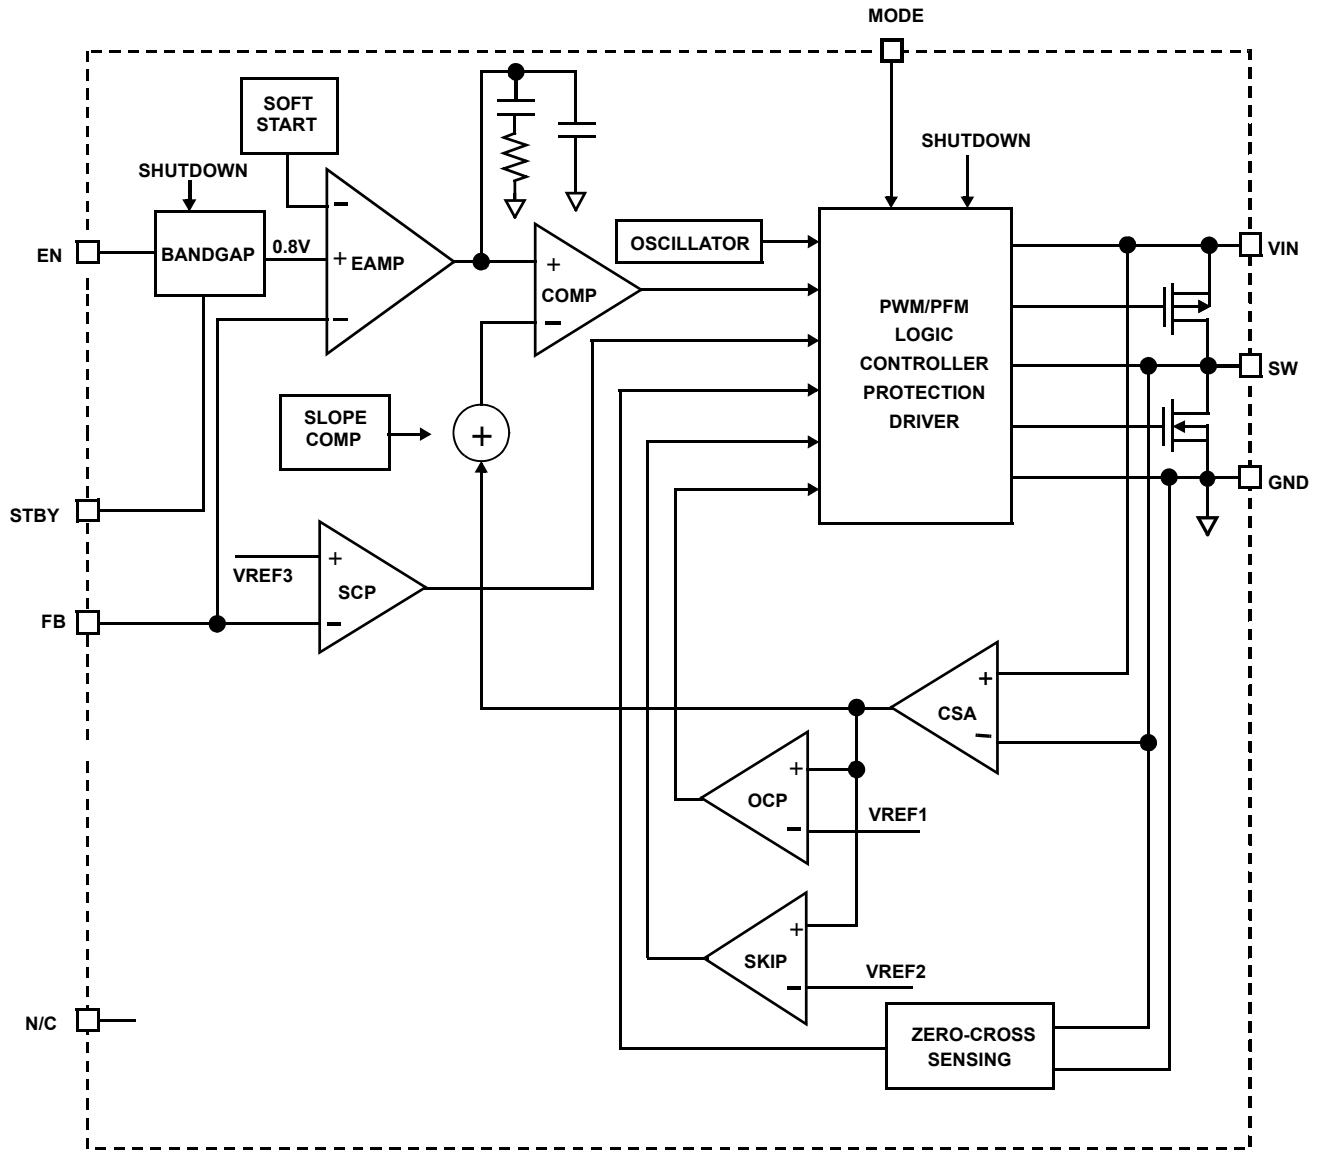 MODE
SOFT
START
SHUTDOWN
SHUTDOWN
EN
BANDGAP
0.8V
−
+
−
EAMP
+
−
COMP
OSCILLATOR
PWM/PFM
LOGIC
CONTROLLER
PROTECTION
DRIVER
VIN
SW
GND
SLOPE
COMP
+
STBY
VREF3
+
−
SCP
FB
+
−
CSA
+
−
OCP
VREF1
+
−
SKIP
VREF2
N/C
ZERO-CROSS
SENSING